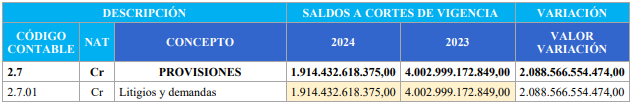 DESCRIPCIÓN SALDOS A CORTES DE VIGENCIA VARIACIÓN
CÓDIGO CONTABLE NAT CONCEPTO 2024 2023 VALOR VARIACIÓN
2.7 Cr PROVISIONES 1.914.432.618.375,00 4.002.999.172.849,00 2.088.566.554.474,00
2.7.01 Cr Litigios y demandas 1.914.432.618.375,00 4.002.999.172.849,00 2.088.566.554.474,00